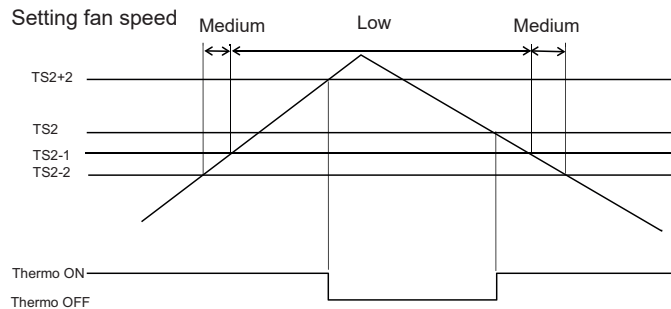 Setting fan speed
Medium
Low
Medium
TS2+2
TS2
TS2-1
TS2-2
Thermo ON
Thermo OFF